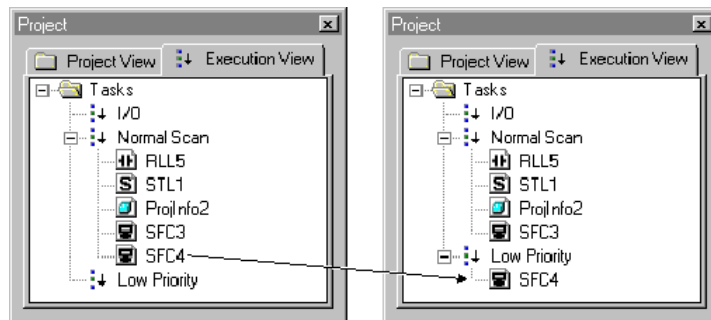 Project
Project View
Execution View
Tasks
I/O
Normal Scan
RLL5
STL1
ProjInfo2
SFC3
SFC4
Low Priority
Project
Project View
Execution View
Tasks
I/O
Normal Scan
RLL5
STL1
ProjInfo2
SFC3
Low Priority
SFC4